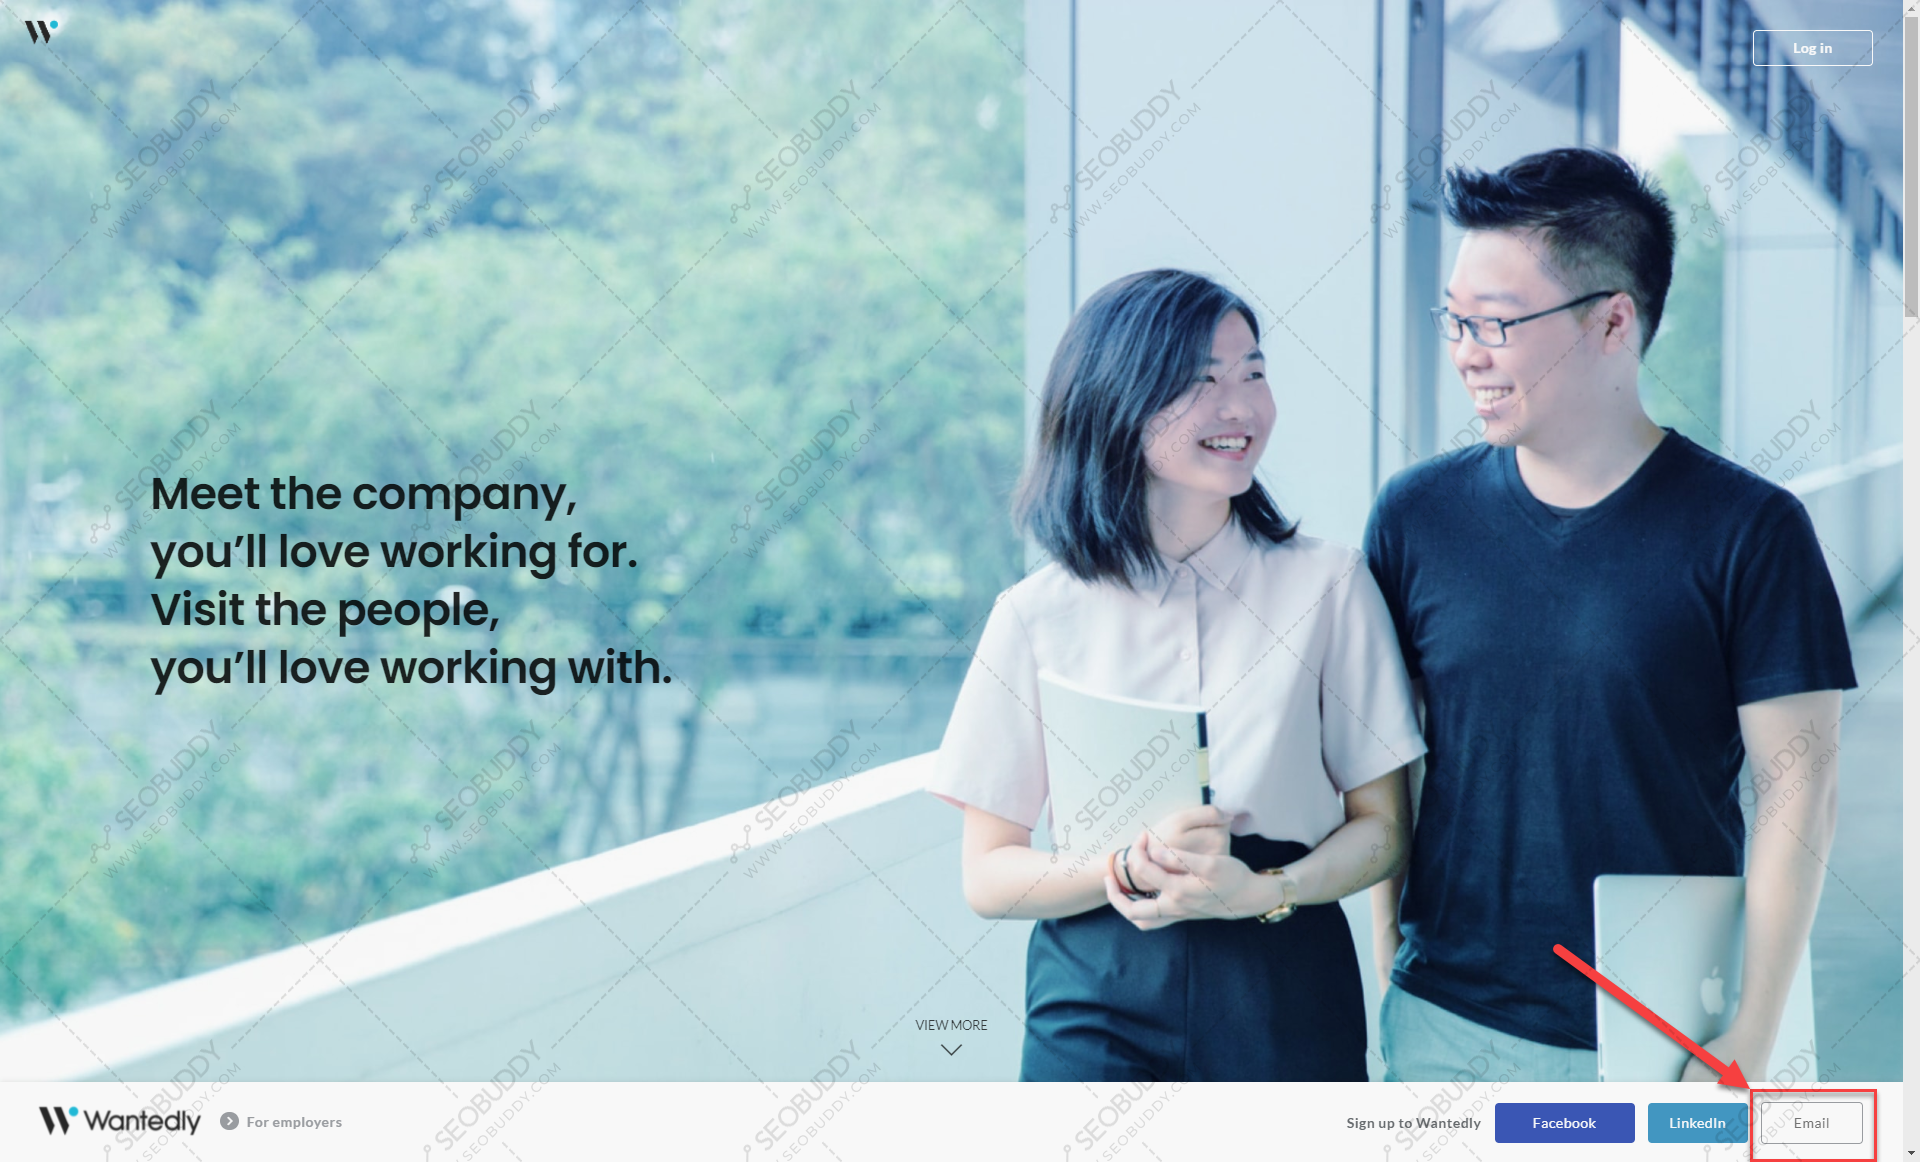 W
Log in
Meet the company,
you'll love working for.
Visit the people,
you'll love working with.
VIEW MORE
Wantedly
For employers
Sign up to Wantedly
Facebook
LinkedIn
Email
SEOBUDDY
WWW.SEOBUDDY.COM